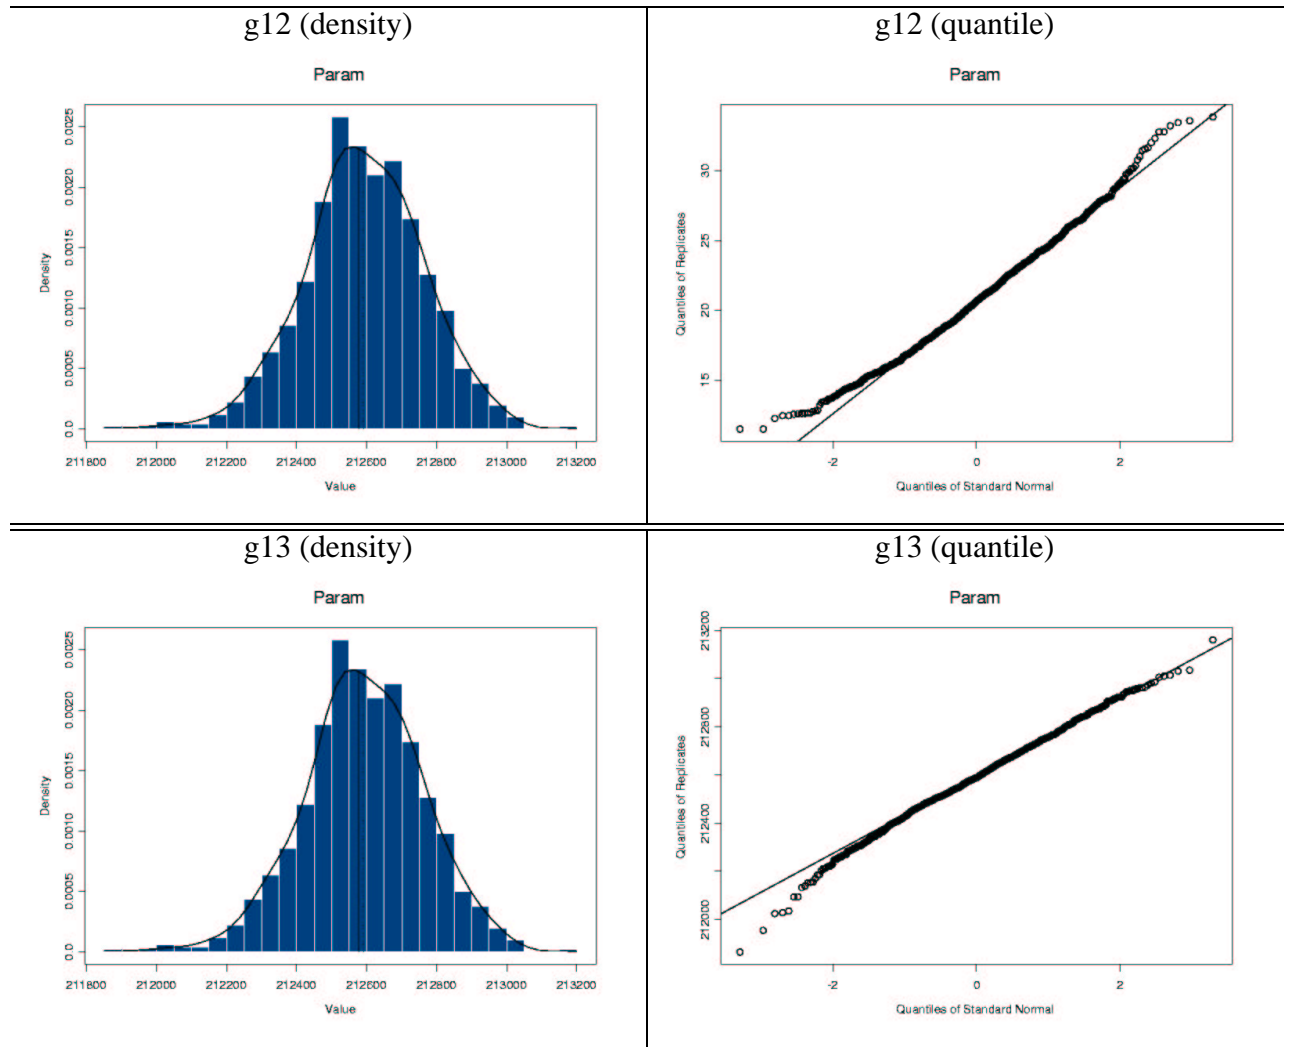 g12 (density)
Param
Density
0.0025
0.0020
0.0015
0.0010
0.0005
0.0
211800 212000 212200 212400 212600 212800 213000 213200
Value
g12 (quantile)
Param
Quantiles of Replicates
30
25
20
15
-2 0 2
Quantiles of Standard Normal
g13 (density)
Param
Density
0.0025
0.0020
0.0015
0.0010
0.0005
0.0
211800 212000 212200 212400 212600 212800 213000 213200
Value
g13 (quantile)
Param
Quantiles of Replicates
213200
212800
212400
212000
-2 0 2
Quantiles of Standard Normal